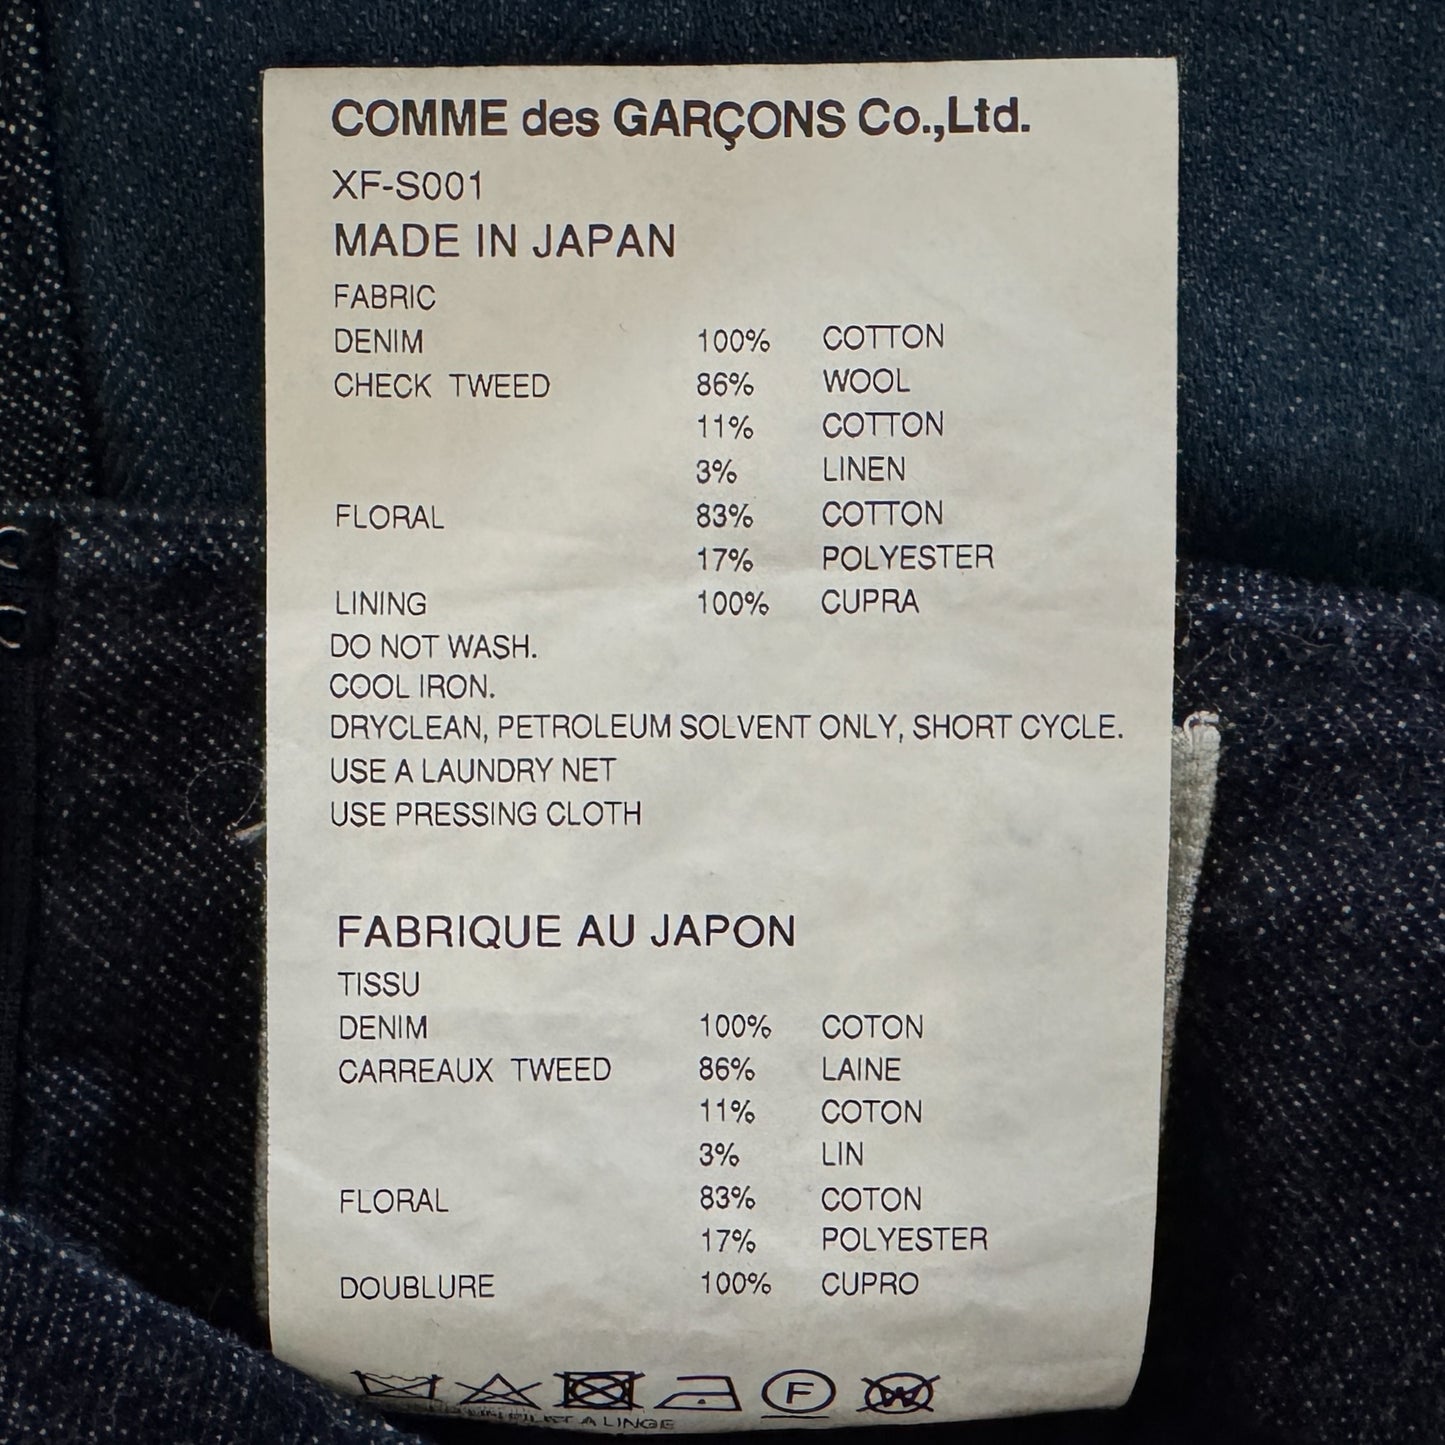 COMME des GARÇONS Co.,Ltd.
XF-S001
MADE IN JAPAN
FABRIC
DENIM 100% COTTON
CHECK TWEED 86% WOOL
11% COTTON
3% LINEN
FLORAL 83% COTTON
17% POLYESTER
LINING 100% CUPRA
DO NOT WASH.
COOL IRON.
DRYCLEAN, PETROLEUM SOLVENT ONLY, SHORT CYCLE.
USE A LAUNDRY NET
USE PRESSING CLOTH
FABRIQUE AU JAPON
TISSU
DENIM 100% COTON
CARREAUX TWEED 86% LAINE
11% COTON
3% LIN
FLORAL 83% COTON
17% POLYESTER
DOUBLURE 100% CUPRO
F W
A LINGE